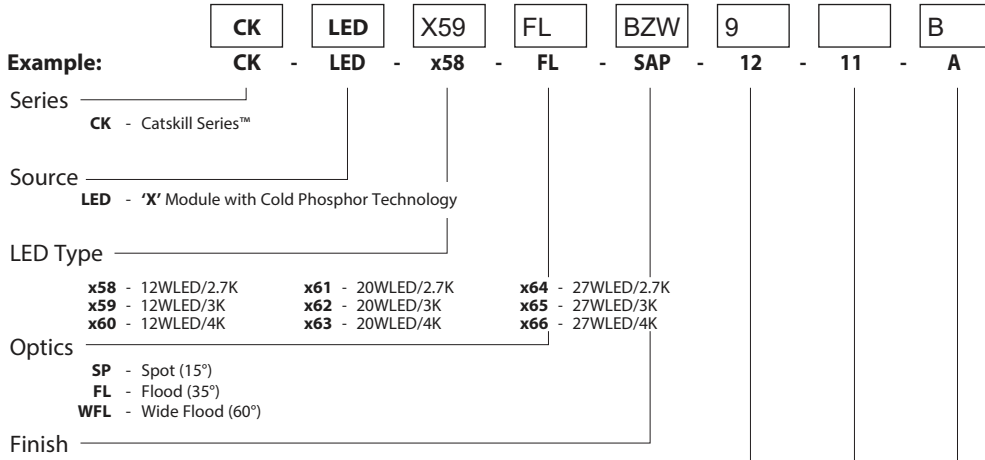 CK LED X59 FL BZW 9 B
Example: CK - LED - x58 - FL - SAP - 12 - 11 - A
Series
CK - Catskill Series™
Source
LED - ‘X’ Module with Cold Phosphor Technology
LED Type
x58 - 12WLED/2.7K x61 - 20WLED/2.7K x64 - 27WLED/2.7K
x59 - 12WLED/3K x62 - 20WLED/3K x65 - 27WLED/3K
x60 - 12WLED/4K x63 - 20WLED/4K x66 - 27WLED/4K
Optics
SP - Spot (15°)
FL - Flood (35°)
WFL - Wide Flood (60°)
Finish